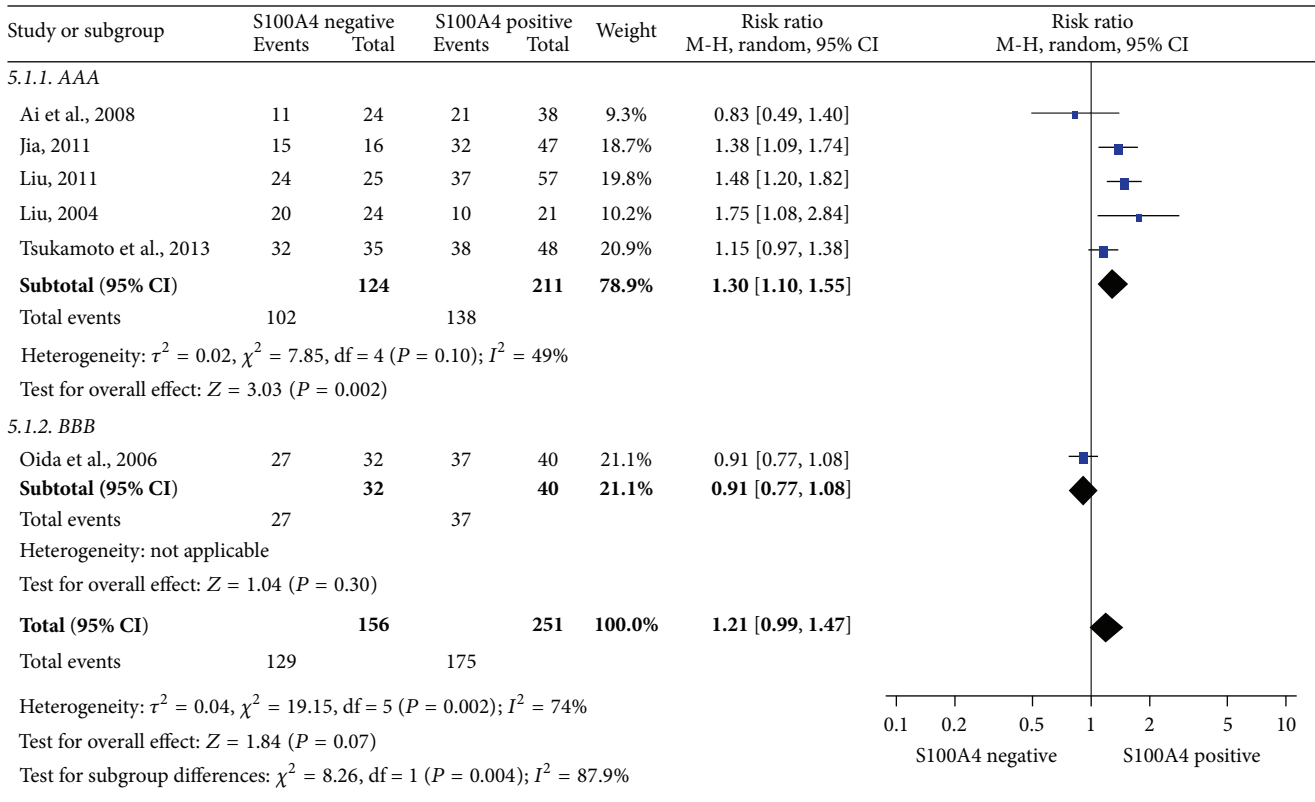 Study or subgroup S100A4 negative S100A4 positive Weight Risk ratio Risk ratio
Events Total Events Total M-H, random, 95% CI M-H, random, 95% CI
5.1.1. AAA
Ai et al., 2008 11 24 21 38 9.3% 0.83 [0.49, 1.40]
Jia, 2011 15 16 32 47 18.7% 1.38 [1.09, 1.74]
Liu, 2011 24 25 37 57 19.8% 1.48 [1.20, 1.82]
Liu, 2004 20 24 10 21 10.2% 1.75 [1.08, 2.84]
Tsukamoto et al., 2013 32 35 38 48 20.9% 1.15 [0.97, 1.38]
Subtotal (95% CI) 124 211 78.9% 1.30 [1.10, 1.55]
Total events 102 138
Heterogeneity: τ² = 0.02, χ² = 7.85, df = 4 (P = 0.10); I² = 49%
Test for overall effect: Z = 3.03 (P = 0.002)
5.1.2. BBB
Oida et al., 2006 27 32 37 40 21.1% 0.91 [0.77, 1.08]
Subtotal (95% CI) 32 40 21.1% 0.91 [0.77, 1.08]
Total events 27 37
Heterogeneity: not applicable
Test for overall effect: Z = 1.04 (P = 0.30)
Total (95% CI) 156 251 100.0% 1.21 [0.99, 1.47]
Total events 129 175
Heterogeneity: τ² = 0.04, χ² = 19.15, df = 5 (P = 0.002); I² = 74%
Test for overall effect: Z = 1.84 (P = 0.07)
Test for subgroup differences: χ² = 8.26, df = 1 (P = 0.004); I² = 87.9%
0.1 0.2 0.5 1 2 5 10
S100A4 negative S100A4 positive